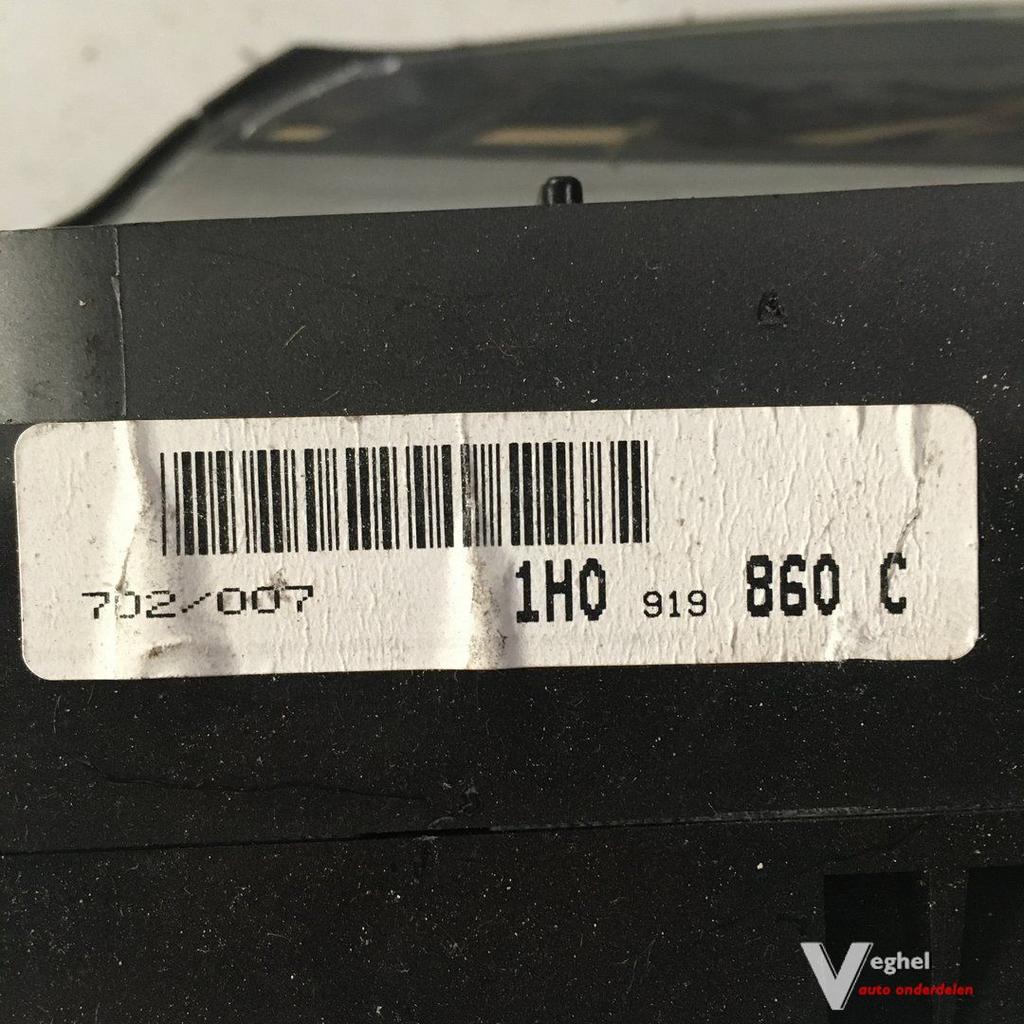 702/007 1H0 919 860 C
Veghel
auto onderdelen